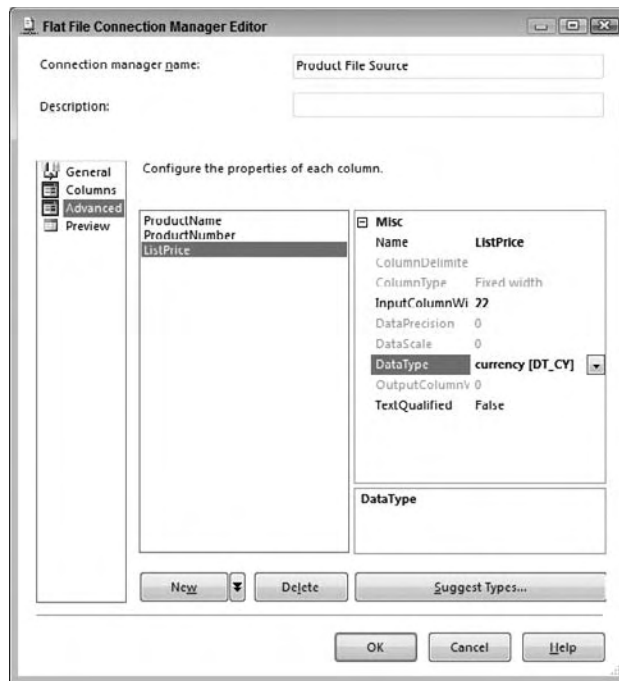 Flat File Connection Manager Editor
Connection manager name: Product File Source
Description:
General
Columns
Advanced
Preview
Configure the properties of each column.
ProductName
ProductNumber
ListPrice
Misc
Name ListPrice
ColumnDelimite
ColumnType Fixed width
InputColumnWi 22
DataPrecision 0
DataScale 0
DataType currency [DT_CY]
OutputColumnV 0
TextQualified False
DataType
New
Delete
Suggest Types...
OK Cancel Help